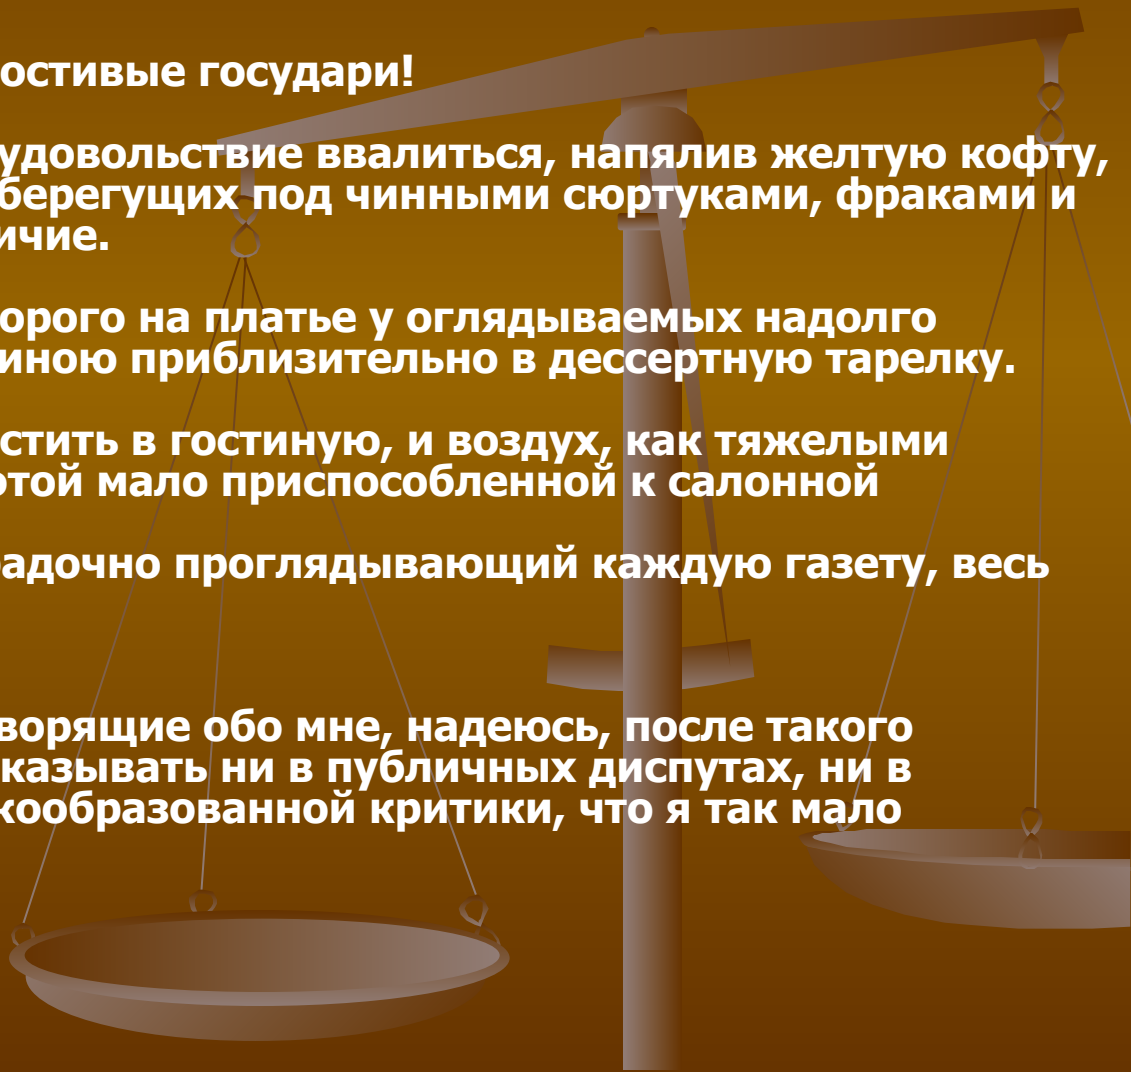 остивые государи!
удовольствие ввалиться, напялив желтую кофту,
берегущих под чинными сюртуками, фраками и
ичие.
орого на платье у оглядываемых надолго
иною приблизительно в дессертную тарелку.
стить в гостиную, и воздух, как тяжелыми
этой мало приспособленной к салонной
адочно проглядывающий каждую газету, весь
ворящие обо мне, надеюсь, после такого
казывать ни в публичных диспутах, ни в
кообразованной критики, что я так мало